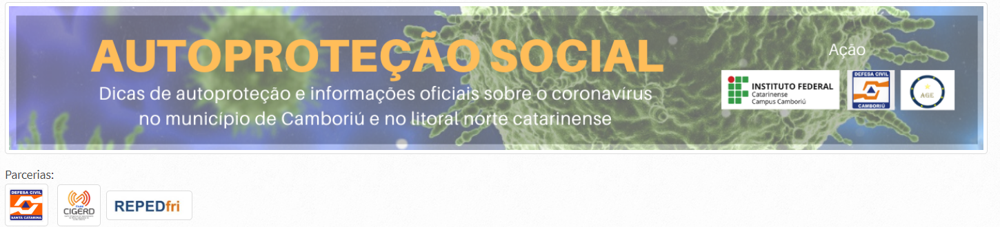 AUTOPROTEÇÃO SOCIAL
Dicas de autoproteção e informações oficiais sobre o coronavírus
no município de Camboriú e no litoral norte catarinense
Ação
INSTITUTO FEDERAL
Catarinense
Campus Camboriú
DEFESA CIVIL
CAMBORIÚ
AGE
Parcerias:
DEFESA CIVIL
SANTA CATARINA
CIGERD
REPEDfri